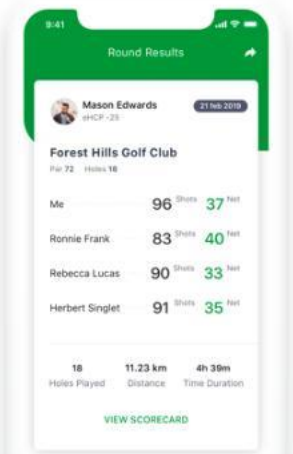 9:41
Round Results
Mason Edwards 21 feb 2019
eHCP -25
Forest Hills Golf Club
Par 72 Holes 18
Me 96 Shots 37 Net
Ronnie Frank 83 Shots 40 Net
Rebecca Lucas 90 Shots 33 Net
Herbert Singlet 91 Shots 35 Net
18 11.23 km 4h 39m
Holes Played Distance Time Duration
VIEW SCORECARD